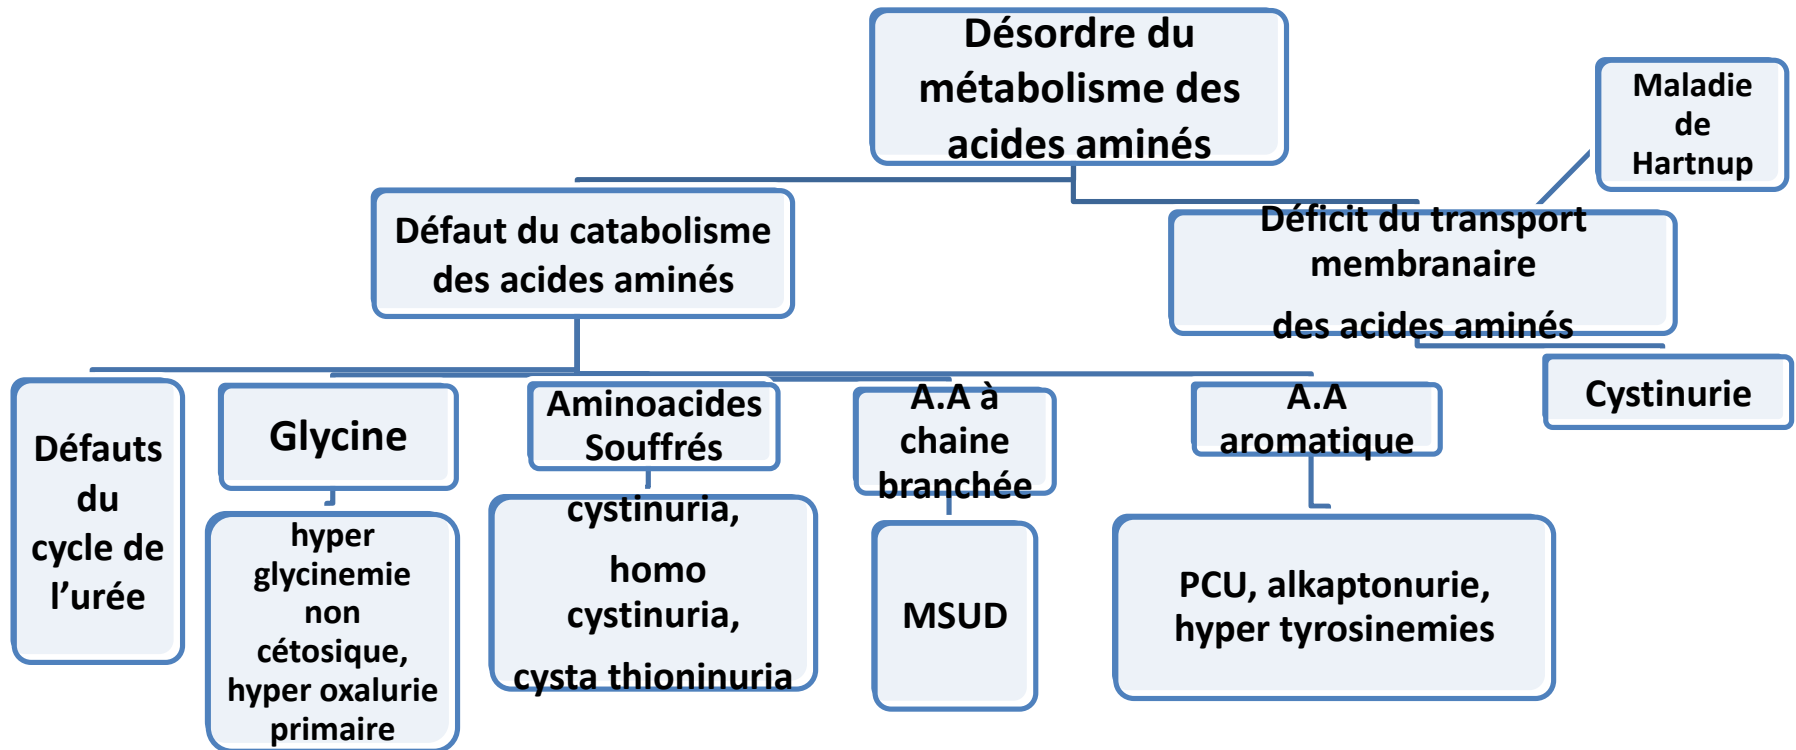 Désordre du
métabolisme des
acides aminés
Maladie
de
Hartnup
Défaut du catabolisme
des acides aminés
Déficit du transport
membranaire
des acides aminés
Défauts
du
cycle de
l’urée
Glycine
Aminoacides
Souffrés
A.A à
chaine
branchée
A.A
aromatique
Cystinurie
hyper
glycinemie
non
cétosique,
hyper oxalurie
primaire
cystinuria,
homo
cystinuria,
cysta thioninuria
MSUD
PCU, alkaptonurie,
hyper tyrosinemies